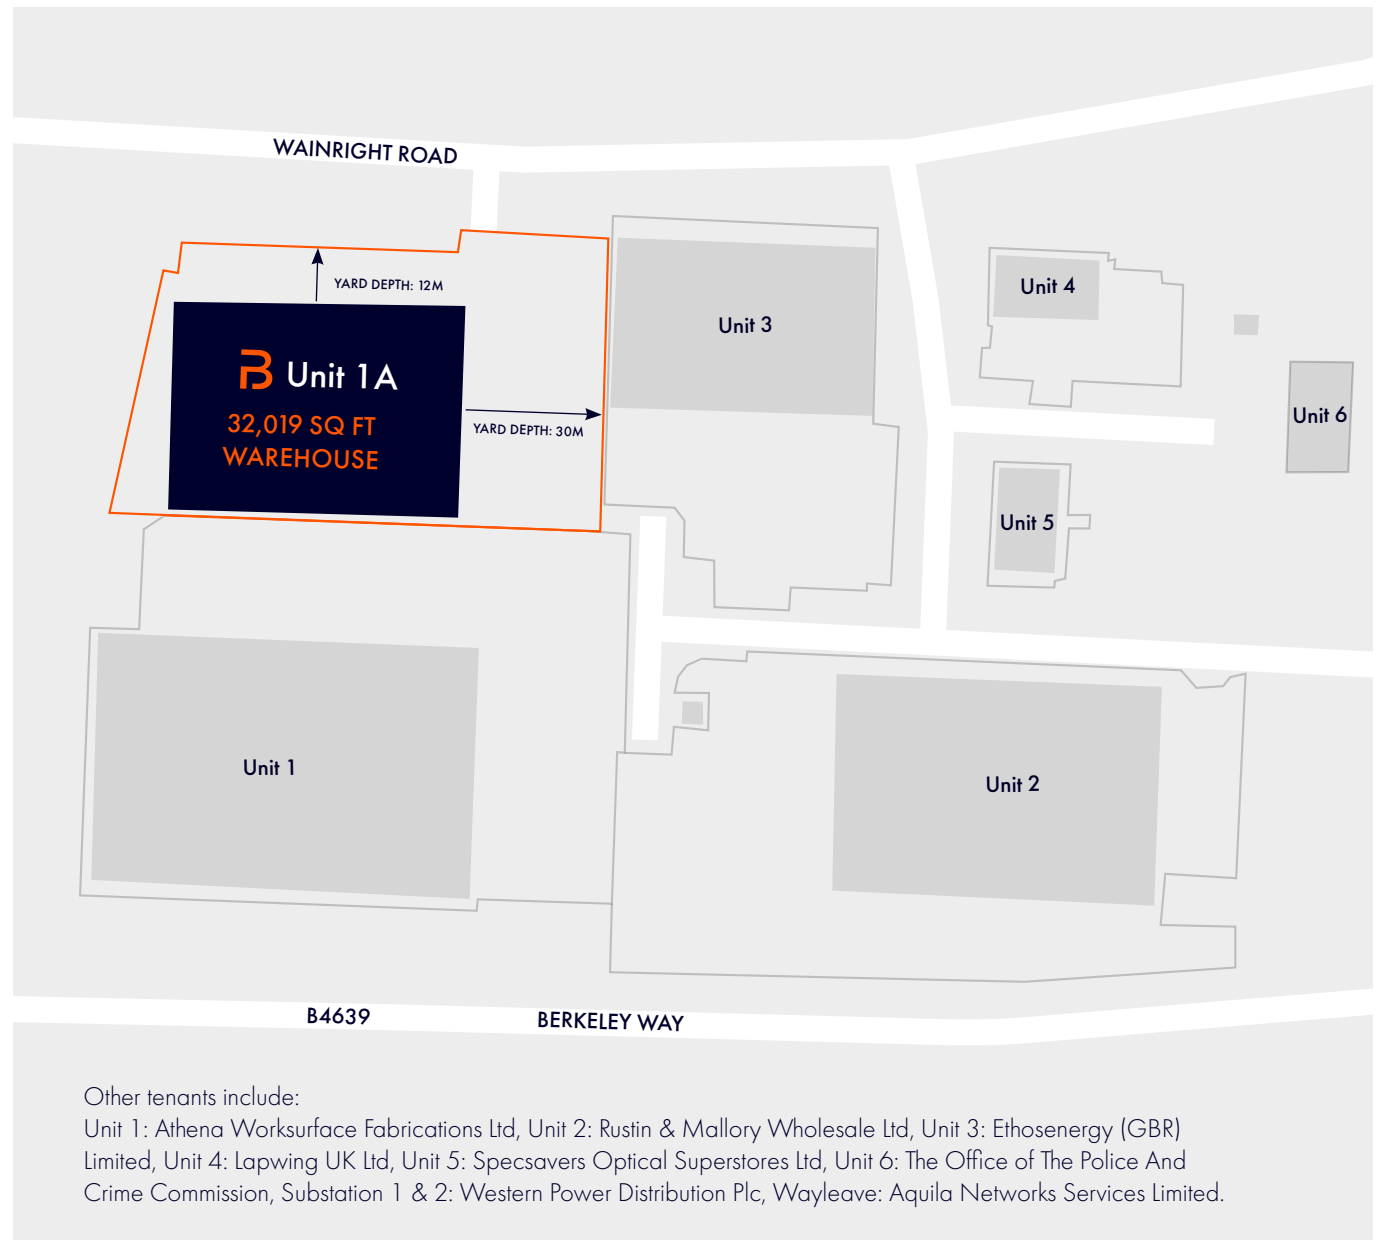 WAINRIGHT ROAD
YARD DEPTH: 12M
Unit 4
Unit 3
B Unit 1A
32,019 SQ FT
WAREHOUSE
YARD DEPTH: 30M
Unit 6
Unit 5
Unit 1
Unit 2
B4639
BERKELEY WAY
Other tenants include:
Unit 1: Athena Worksurface Fabrications Ltd, Unit 2: Rustin & Mallory Wholesale Ltd, Unit 3: Ethosenergy (GBR)
Limited, Unit 4: Lapwing UK Ltd, Unit 5: Specsavers Optical Superstores Ltd, Unit 6: The Office of The Police And
Crime Commission, Substation 1 & 2: Western Power Distribution Plc, Wayleave: Aquila Networks Services Limited.